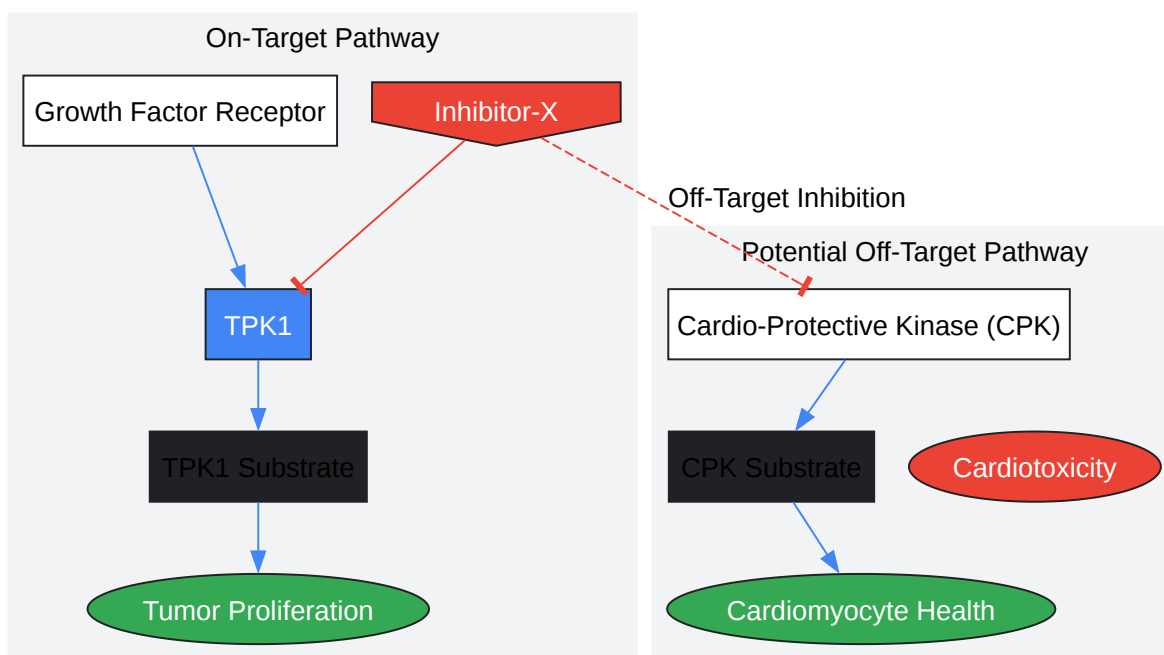 On-Target Pathway
Growth Factor Receptor
Inhibitor-X
Off-Target Inhibition
Potential Off-Target Pathway
TPK1
Cardio-Protective Kinase (CPK)
TPK1 Substrate
CPK Substrate
Cardiotoxicity
Tumor Proliferation
Cardiomyocyte Health